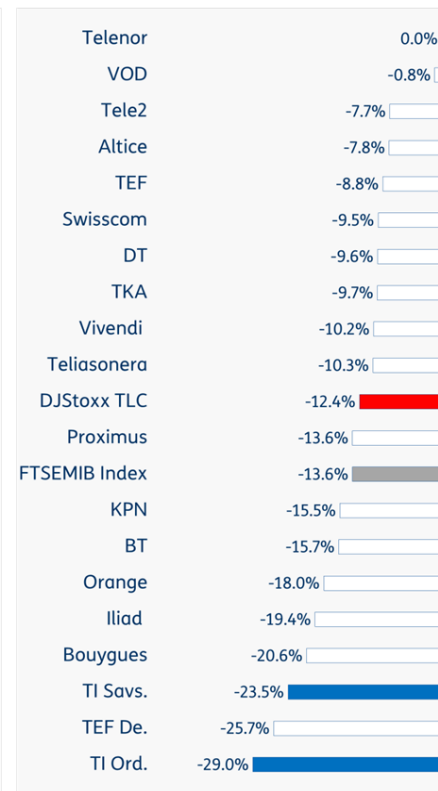 Telenor 0.0%
VOD -0.8%
Tele2 -7.7%
Altice -7.8%
TEF -8.8%
Swisscom -9.5%
DT -9.6%
TKA -9.7%
Vivendi -10.2%
Teliasonera -10.3%
DJStoxx TLC -12.4%
Proximus -13.6%
FTSEMIB Index -13.6%
KPN -15.5%
BT -15.7%
Orange -18.0%
Iliad -19.4%
Bouygues -20.6%
TI Savs. -23.5%
TEF De. -25.7%
TI Ord. -29.0%